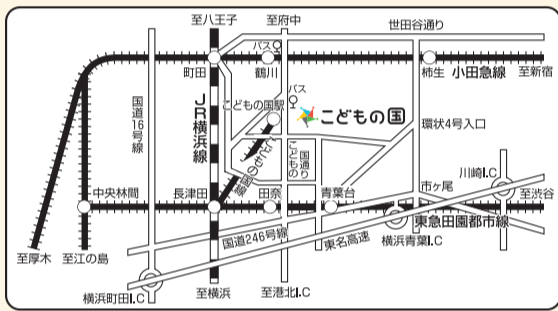 至八王子
至府中
世田谷通り
バス
町田
鶴川
柿生
小田急線
至新宿
バス
国道16号線
JR横浜線
こどもの国駅
こどもの国
環状4号入口
こどもの国線
こどもの国通り
川崎I.C
中央林間
長津田
田奈
青葉台
市ヶ尾
至渋谷
東急田園都市線
国道246号線
東名高速
横浜青葉I.C
至厚木
至江の島
横浜町田I.C
至横浜
至港北I.C